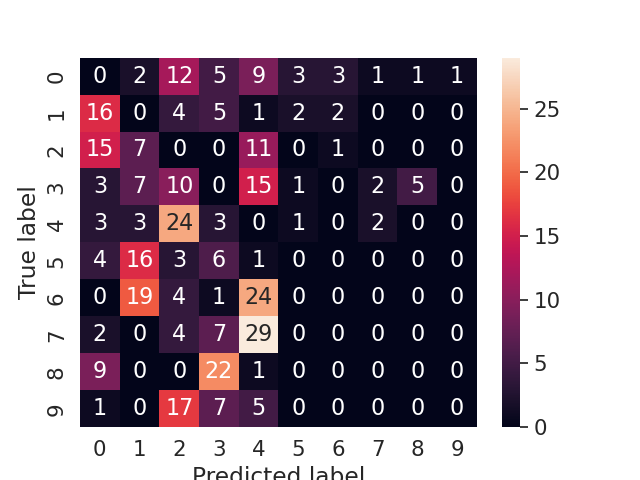 0 0 2 12 5 9 3 3 1 1 1
1 16 0 4 5 1 2 2 0 0 0
2 15 7 0 0 11 0 1 0 0 0
3 3 7 10 0 15 1 0 2 5 0
4 3 3 24 3 0 1 0 2 0 0
5 4 16 3 6 1 0 0 0 0 0
6 0 19 4 1 24 0 0 0 0 0
7 2 0 4 7 29 0 0 0 0 0
8 9 0 0 22 1 0 0 0 0 0
9 1 0 17 7 5 0 0 0 0 0
0 1 2 3 4 5 6 7 8 9
Predicted label
True label
25
20
15
10
5
0